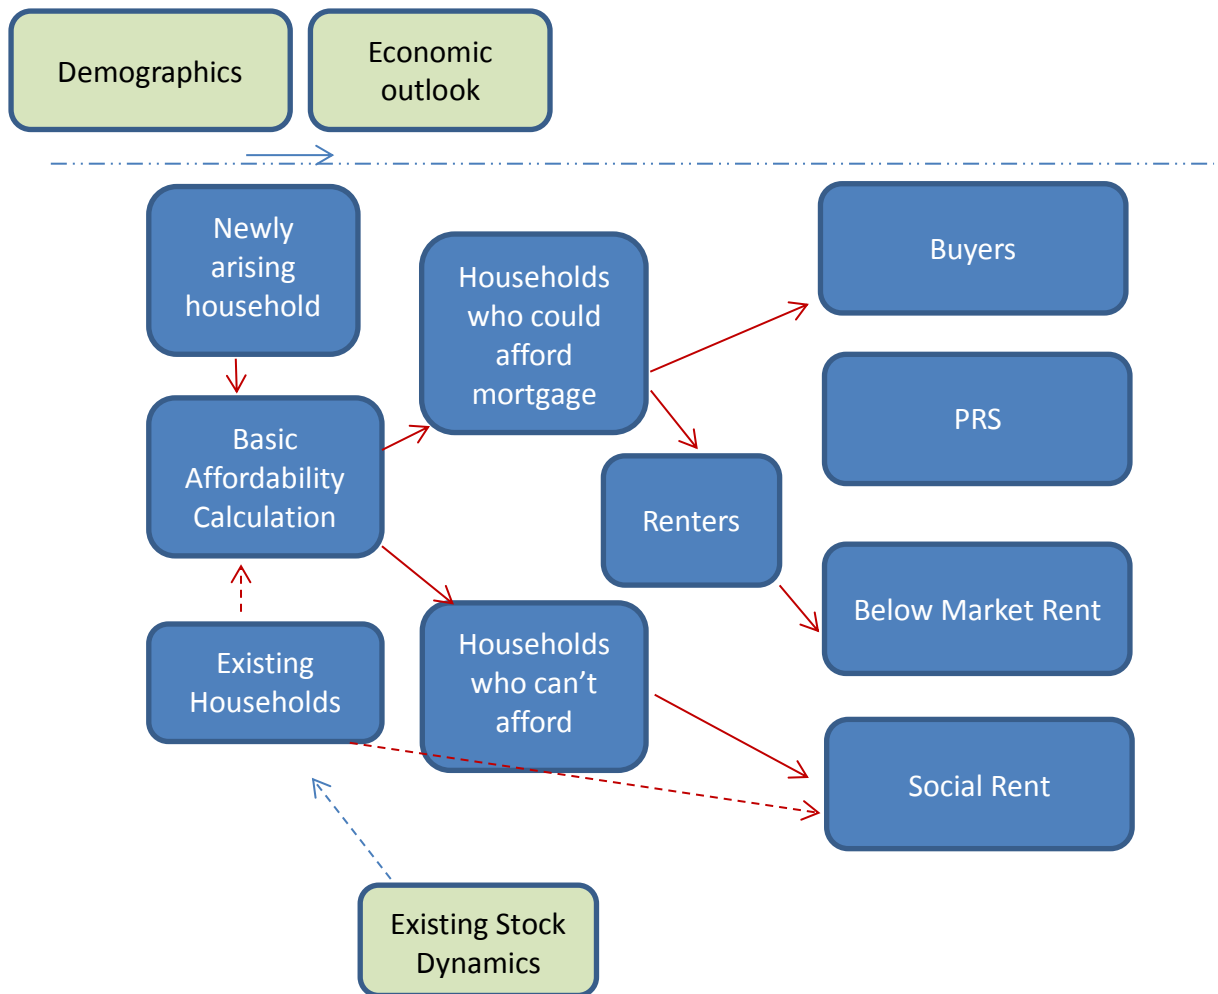 Demographics
Economic
outlook
Newly
arising
household
Households
who could
afford
mortgage
Buyers
PRS
Basic
Affordability
Calculation
Renters
Below Market Rent
Existing
Households
Households
who can’t
afford
Social Rent
Existing Stock
Dynamics